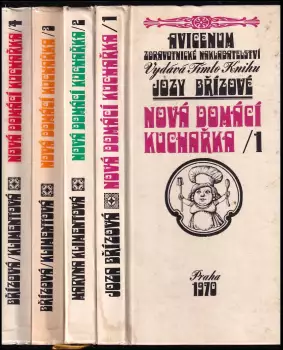 BŘÍZOVÁ/KLIMENTOVÁ NOVÁ DOMÁCÍ KUCHAŘKA /4
BŘÍZOVÁ/KLIMENTOVÁ NOVÁ DOMÁCÍ KUCHAŘKA /3
MARYNA KLIMENTOVÁ NOVÁ DOMÁCÍ KUCHAŘKA /2
JOZA BŘÍZOVÁ NOVÁ DOMÁCÍ KUCHAŘKA /1
AVICENUM
ZDRAVOTNICKÉ NAKLADATELSTVÍ
Vydává Tímto Knihu
JOZY BŘÍZOVÉ
NOVÁ DOMÁCÍ
KUCHAŘKA /1
Praha
1970